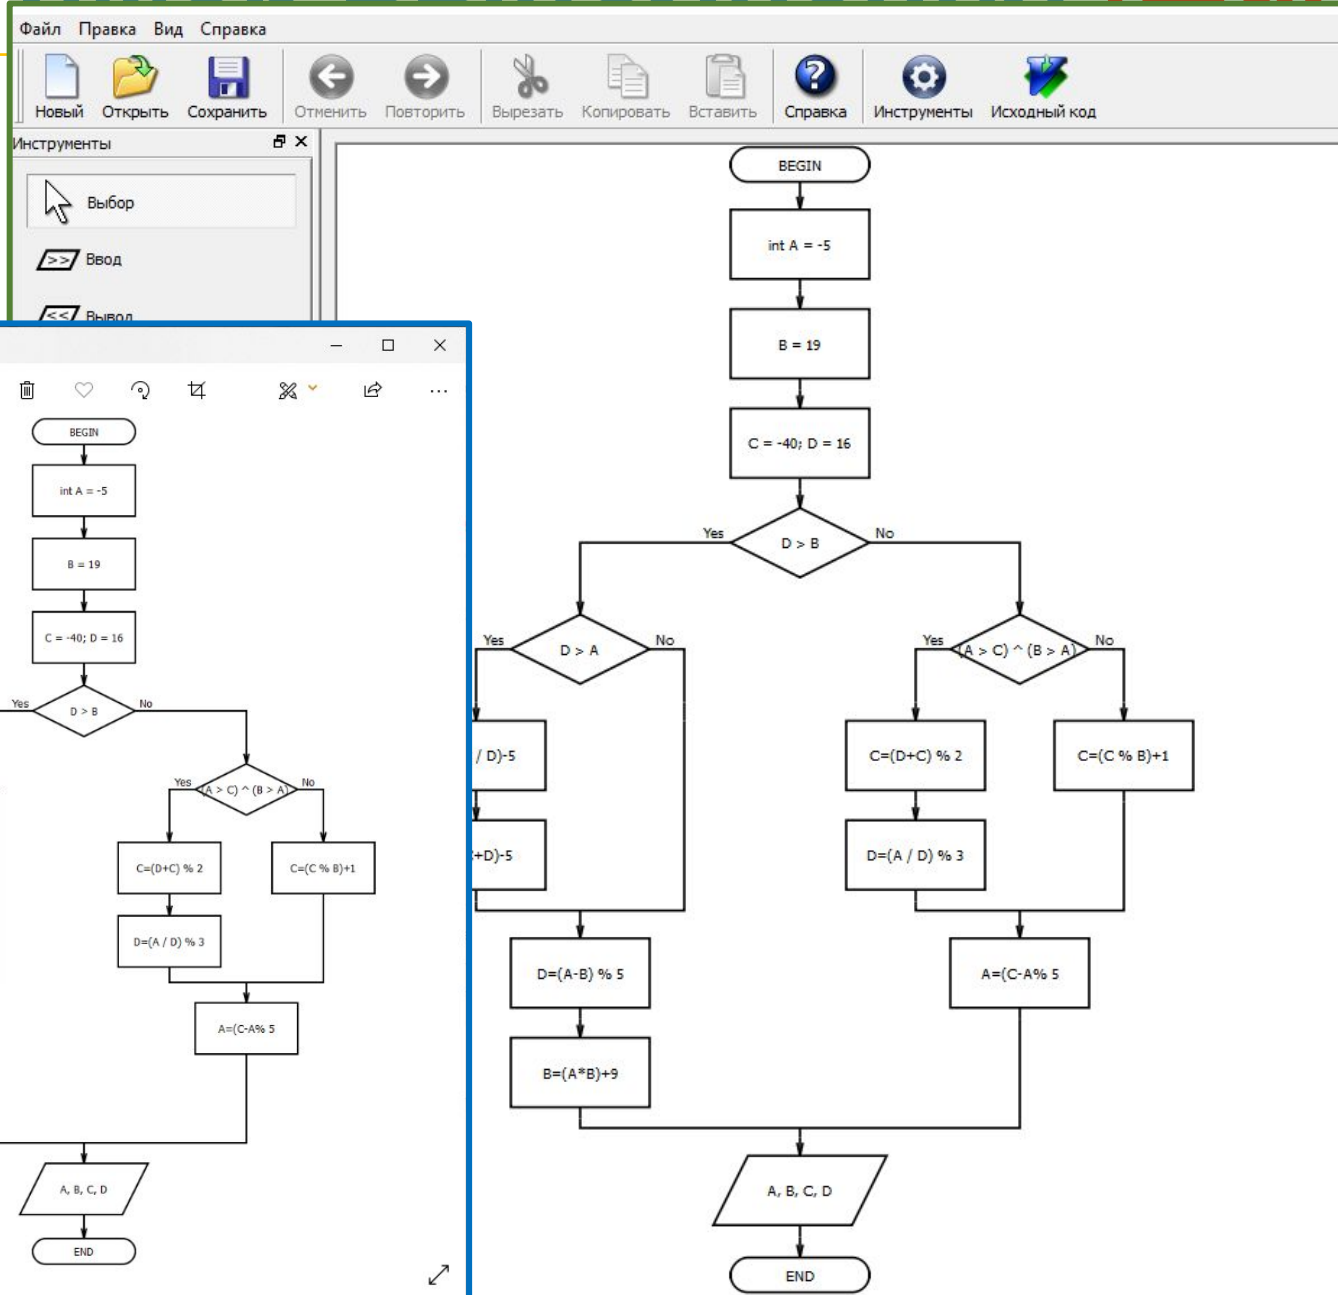 Файл Правка Вид Справка
Новый Открыть Сохранить Отменить Повторить Вырезать Копировать Вставить Справка Инструменты Исходный код
Инструменты
Выбор
>> Ввод
<< Вывод
BEGIN
int A = -5
B = 19
C = -40; D = 16
Yes D > B No
Yes D > A No
Yes (A > C) ^ (B > A) No
/ D)-5
C=(D+C) % 2
C=(C % B)+1
+D)-5
D=(A / D) % 3
D=(A-B) % 5
A=(C-A% 5
B=(A*B)+9
A, B, C, D
END
BEGIN
int A = -5
B = 19
C = -40; D = 16
Yes D > B No
Yes (A > C) ^ (B > A) No
C=(D+C) % 2
C=(C % B)+1
D=(A / D) % 3
A=(C-A% 5
A, B, C, D
END